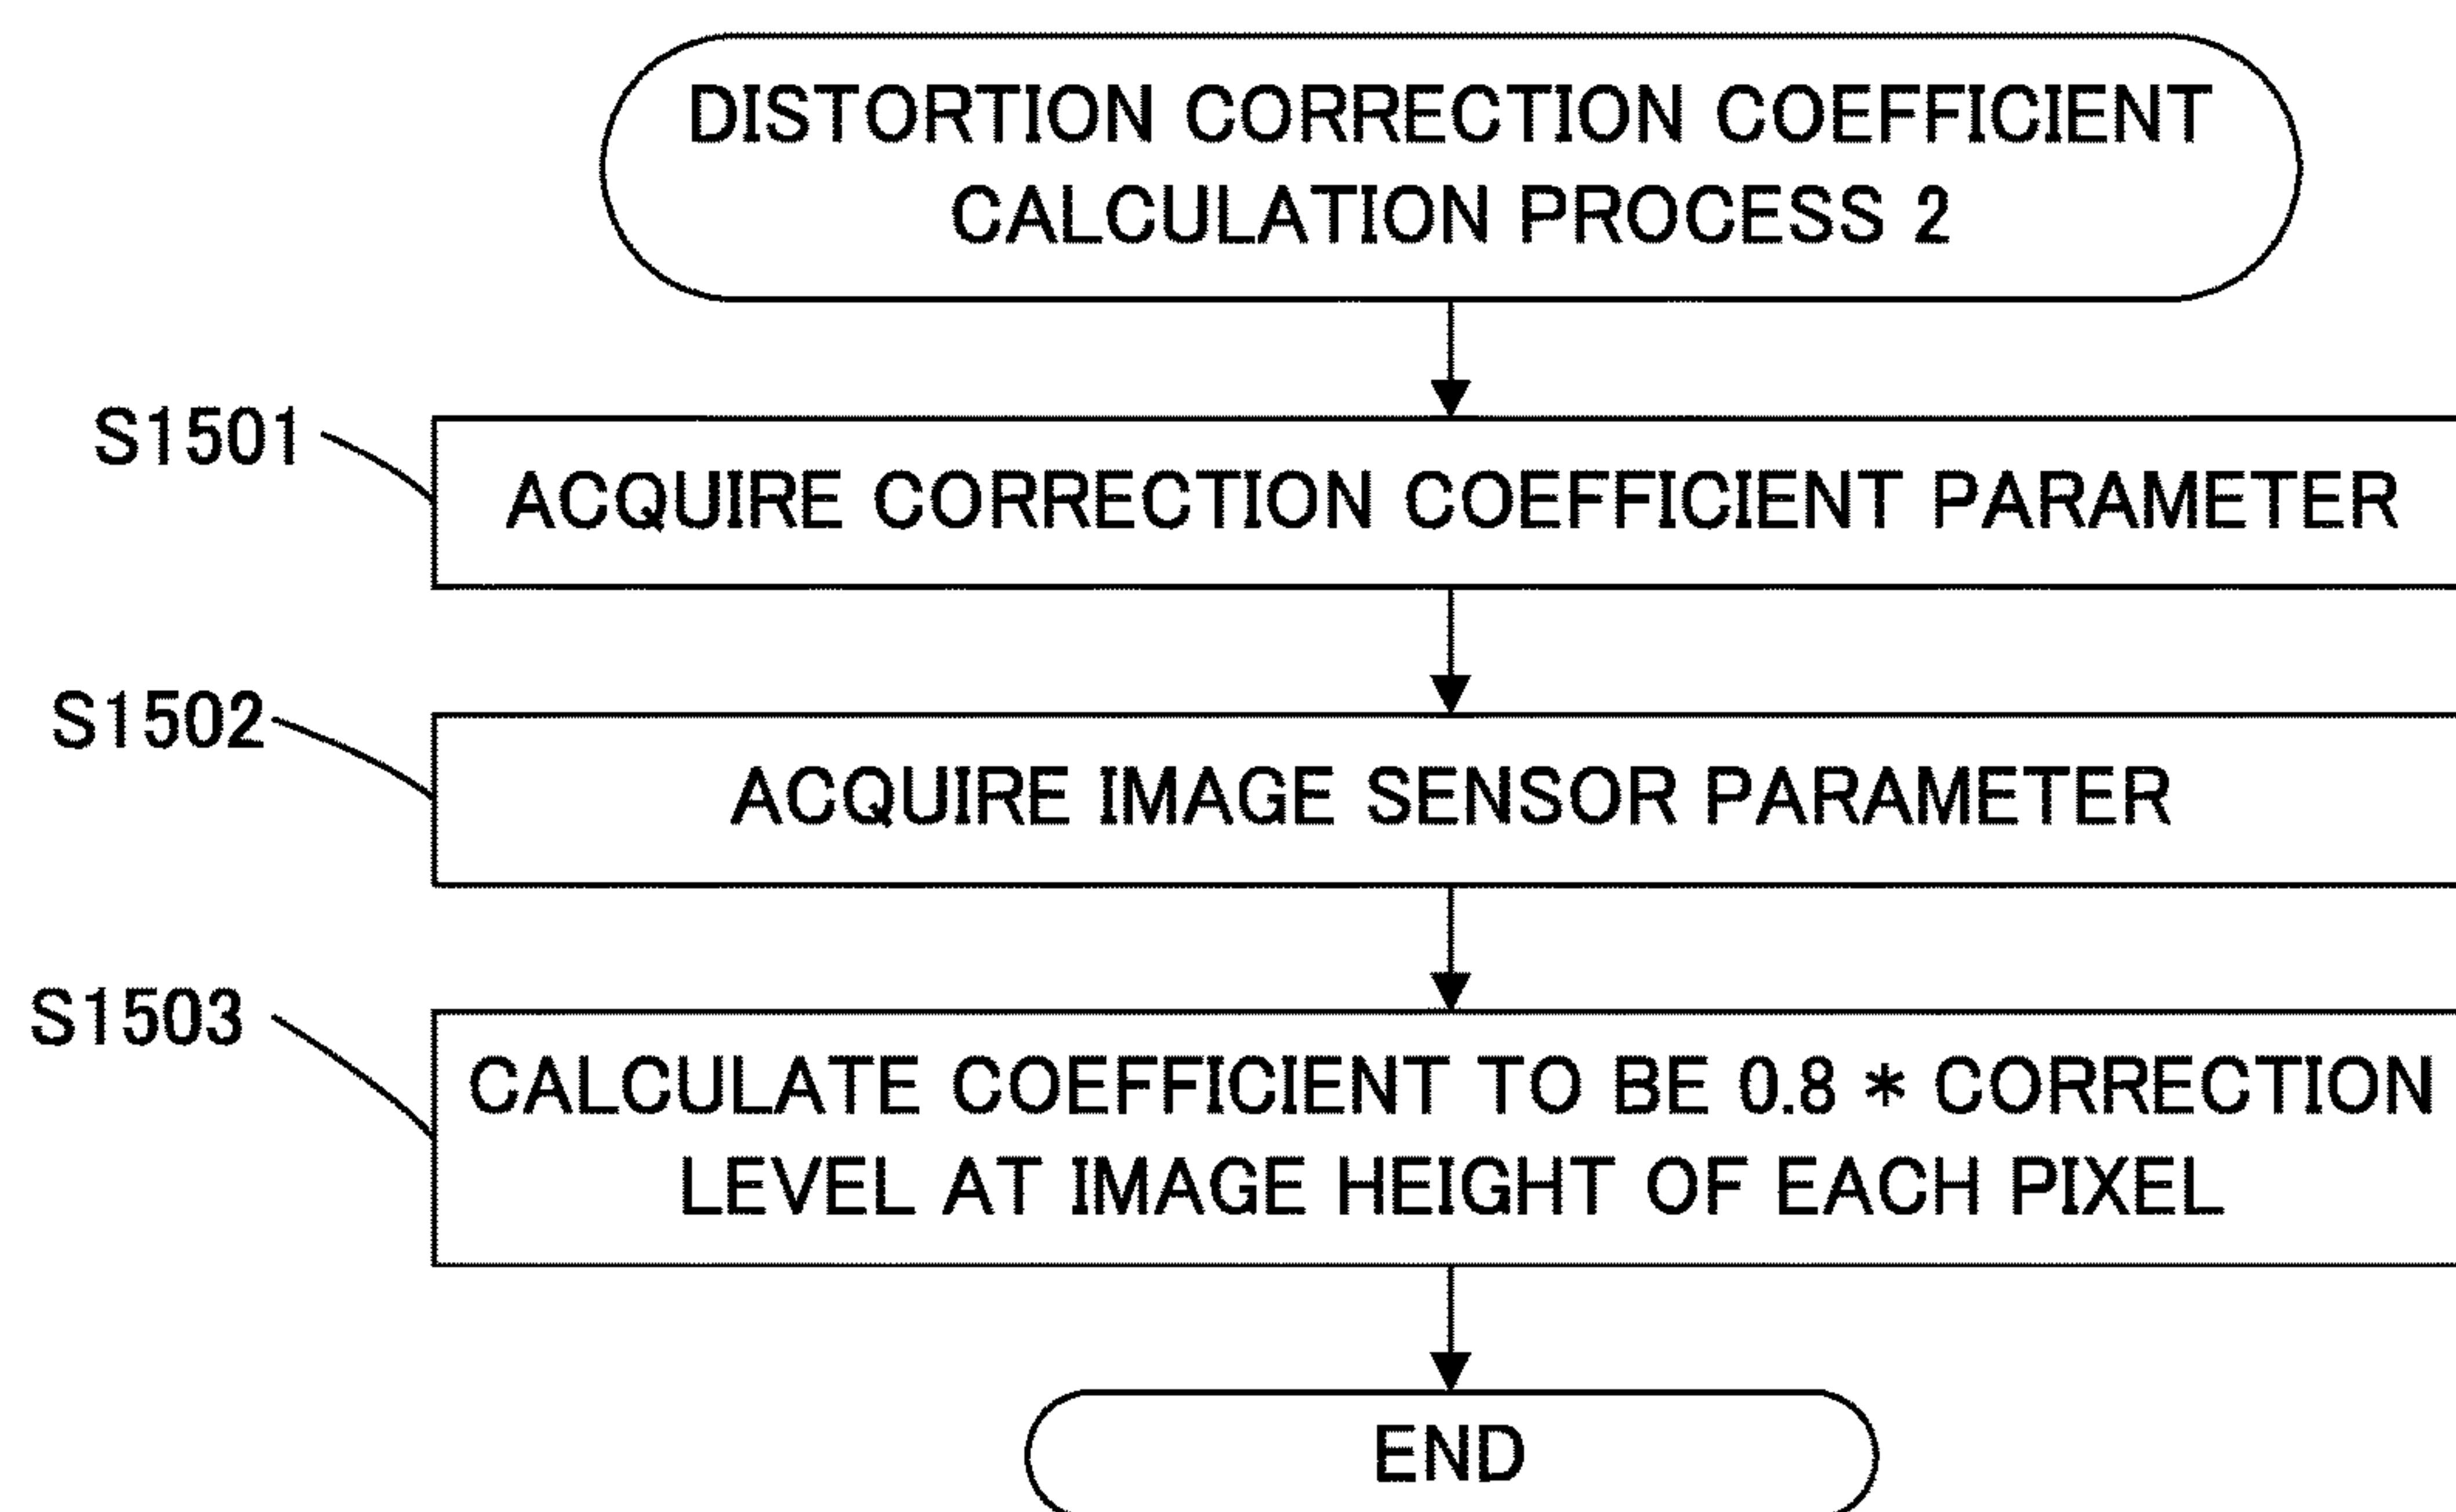 DISTORTION CORRECTION COEFFICIENT
CALCULATION PROCESS 2
S1501
ACQUIRE CORRECTION COEFFICIENT PARAMETER
S1502
ACQUIRE IMAGE SENSOR PARAMETER
S1503
CALCULATE COEFFICIENT TO BE 0.8 * CORRECTION
LEVEL AT IMAGE HEIGHT OF EACH PIXEL
END